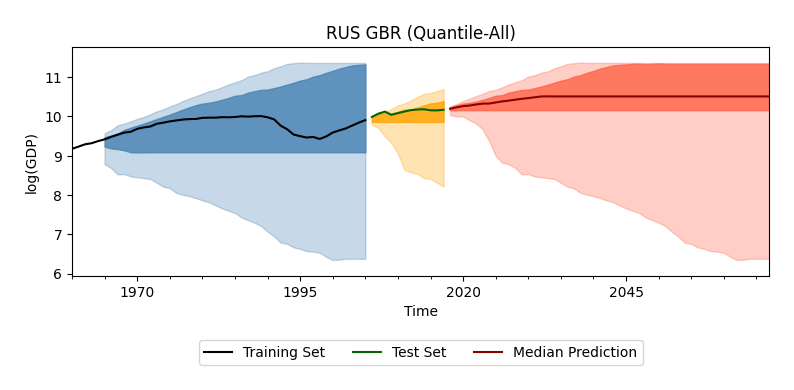 RUS GBR (Quantile-All)
log(GDP)
11
10
9
8
7
6
1970 1995 2020 2045
Time
Training Set Test Set Median Prediction